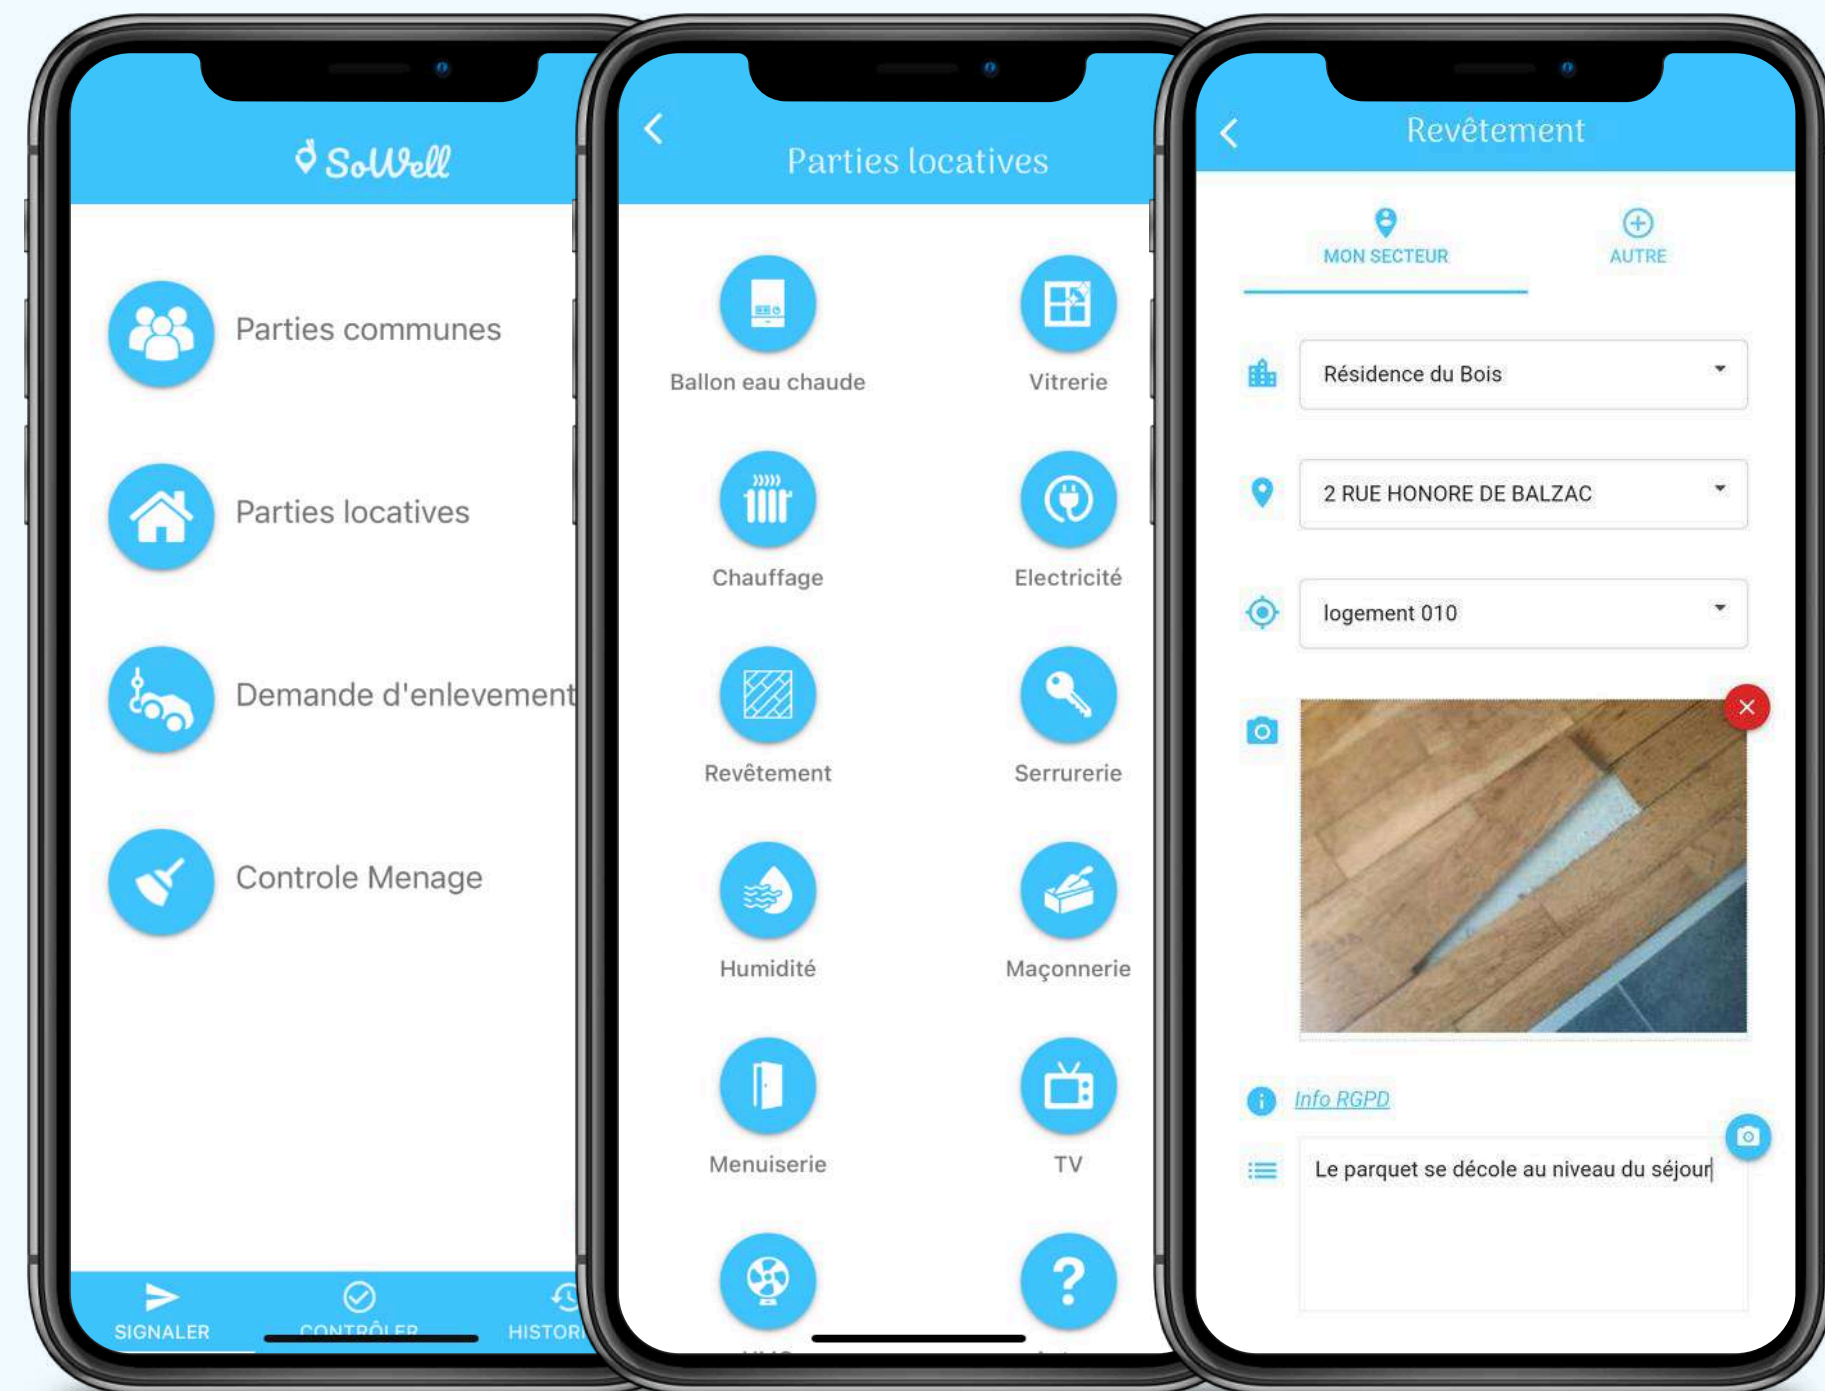 SoWell
Parties communes
Parties locatives
Demande d'enlevement
Controle Menage
SIGNALER
CONTRÔLER
Parties locatives
Ballon eau chaude
Vitrerie
Chauffage
Electricité
Revêtement
Serrurerie
Humidité
Maçonnerie
Menuiserie
TV
?
Revêtement
MON SECTEUR
AUTRE
Résidence du Bois
2 RUE HONORE DE BALZAC
logement 010
Info RGPD
Le parquet se décole au niveau du séjour